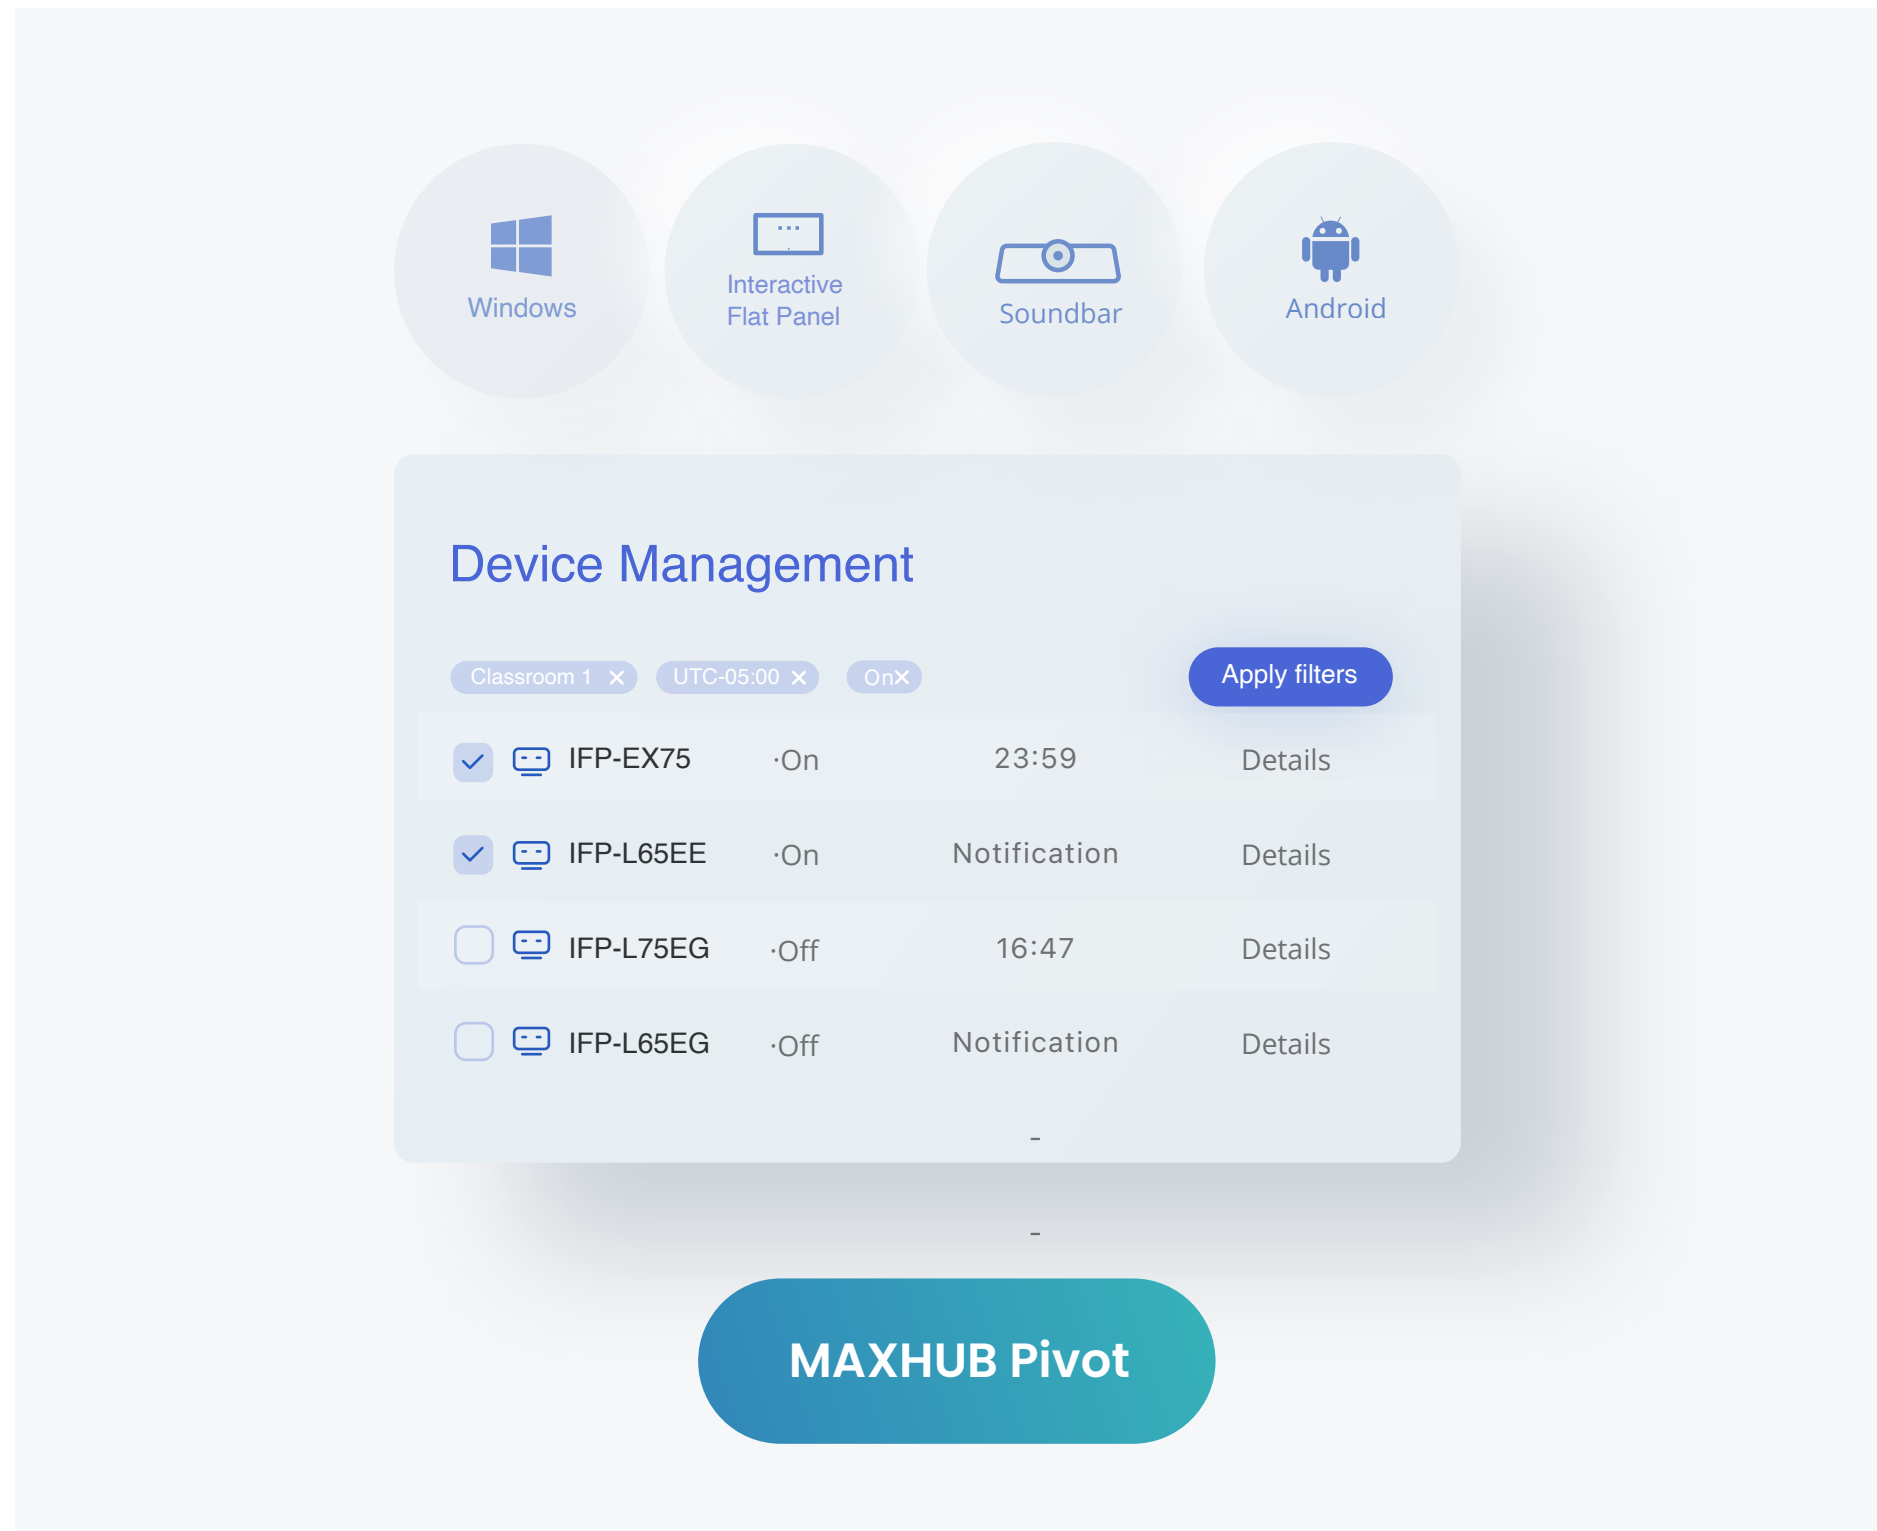 Windows
Interactive
Flat Panel
Soundbar
Android
Device Management
Classroom 1 ×
UTC-05:00 ×
On×
Apply filters
IFP-EX75 ·On 23:59 Details
IFP-L65EE ·On Notification Details
IFP-L75EG ·Off 16:47 Details
IFP-L65EG ·Off Notification Details
-
-
MAXHUB Pivot